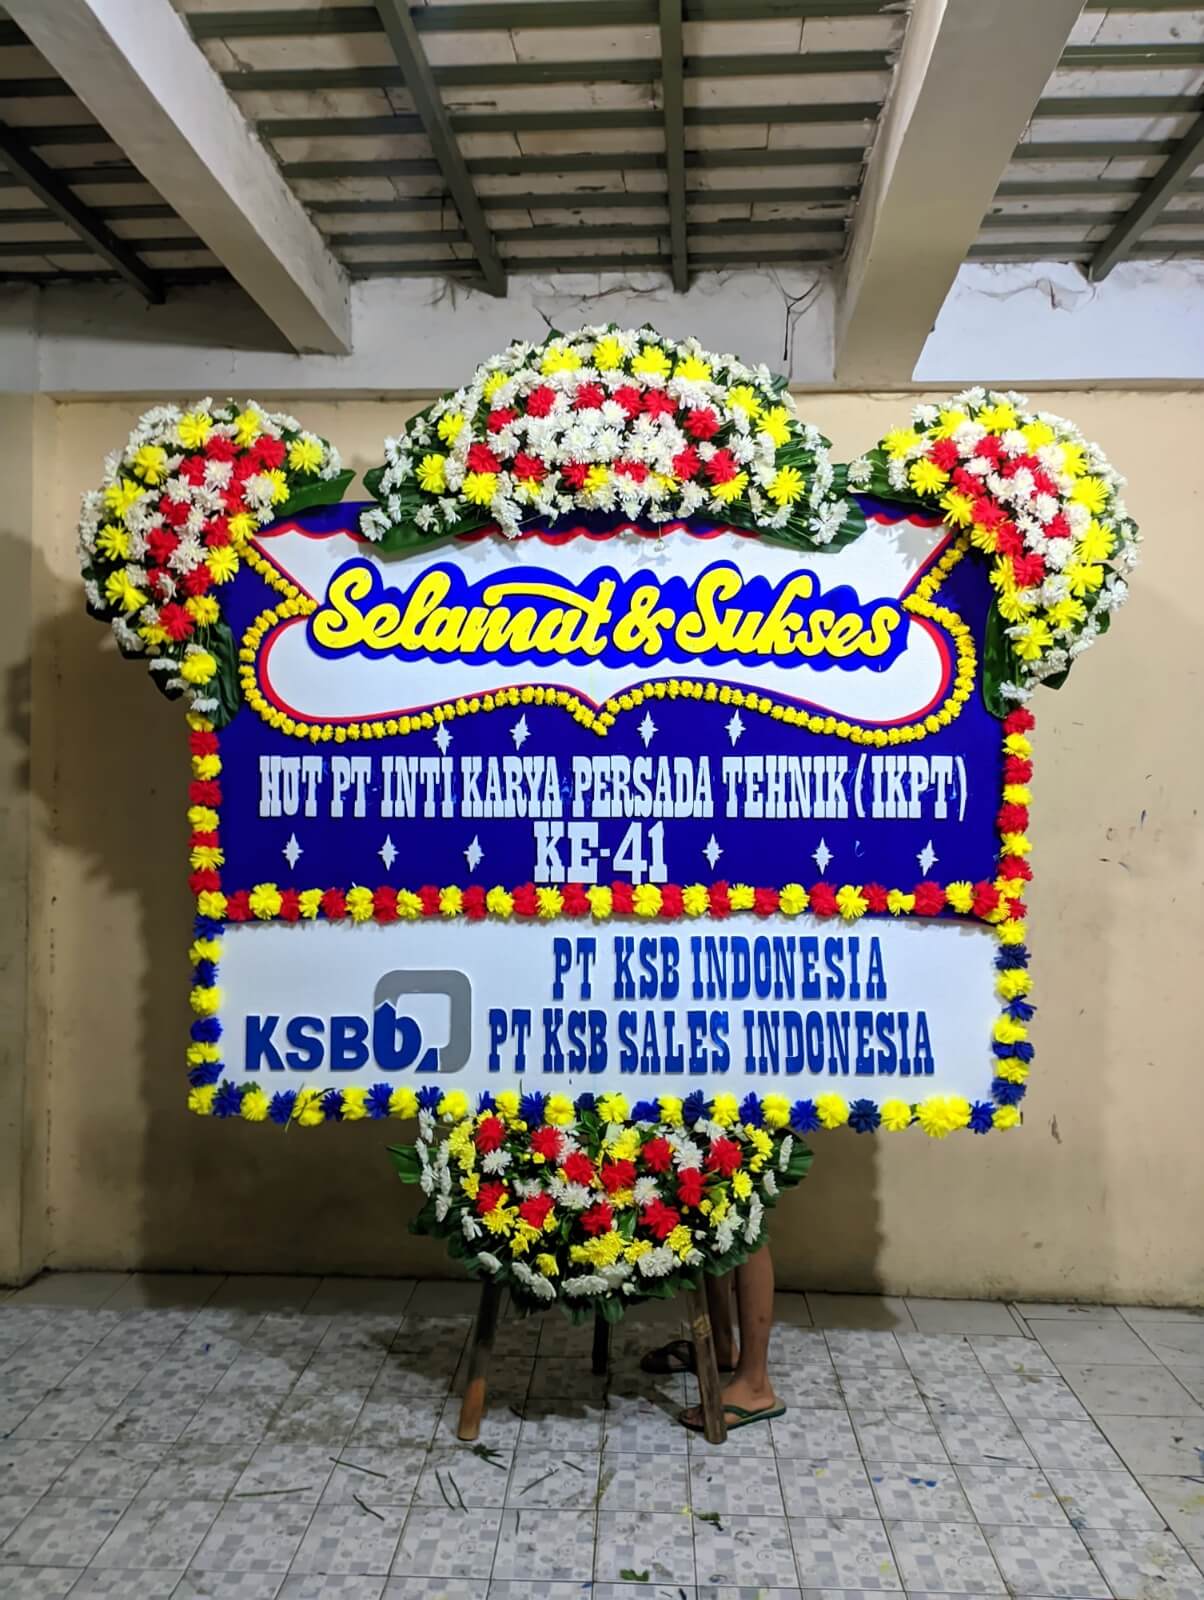 Selamat & Sukses
HUT PT INTI KARYA PERSADA TEHNIK (IKPT)
KE-41
PT KSB INDONESIA
KSB b
PT KSB SALES INDONESIA